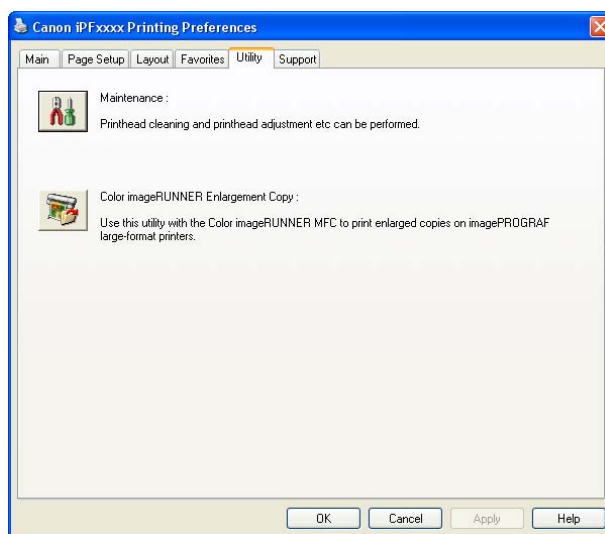 Canon iPFxxxx Printing Preferences
Main Page Setup Layout Favorites Utility Support
Maintenance :
Printhead cleaning and printhead adjustment etc can be performed.
Color imageRUNNER Enlargement Copy :
Use this utility with the Color imageRUNNER MFC to print enlarged copies on imagePROGRAF
large-format printers.
OK Cancel Apply Help